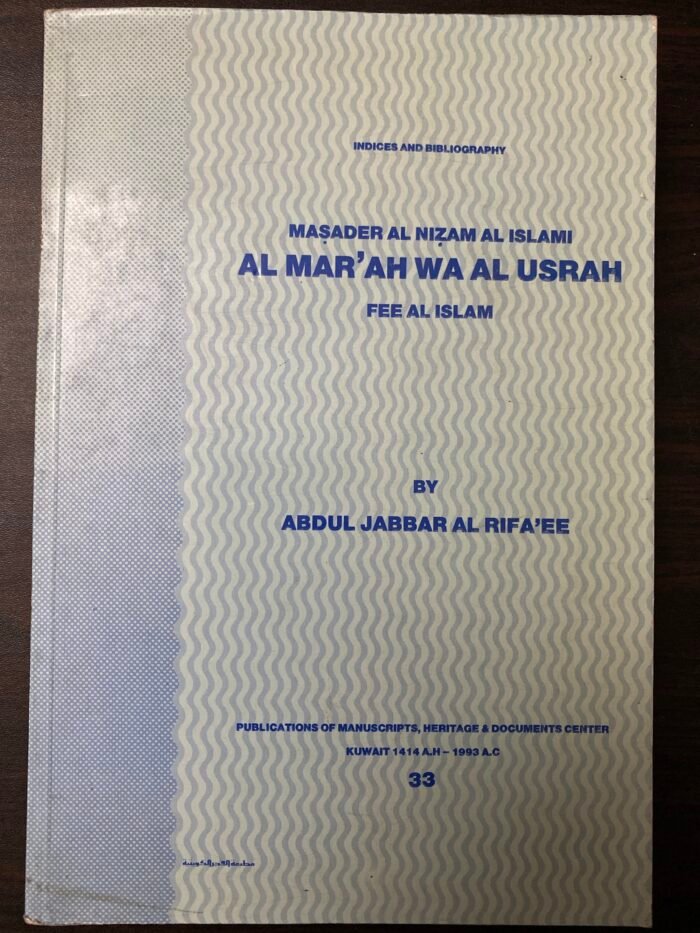 INDICES AND BIBLIOGRAPHY
MAṢADER AL NIẒAM AL ISLAMI
AL MAR'AH WA AL USRAH
FEE AL ISLAM
BY
ABDUL JABBAR AL RIFA'EE
PUBLICATIONS OF MANUSCRIPTS, HERITAGE & DOCUMENTS CENTER
KUWAIT 1414 A.H – 1993 A.C
33